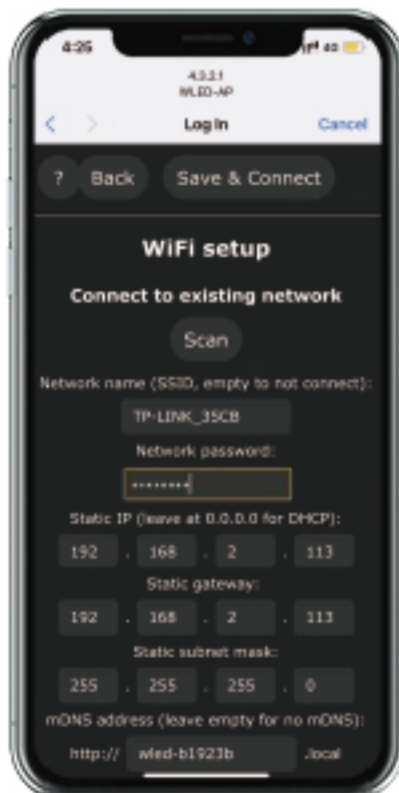 4:25
4G
4.3.2.1
WLED-AP
Log In
Cancel
? Back Save & Connect
WiFi setup
Connect to existing network
Scan
Network name (SSID, empty to not connect):
TP-LINK_35CB
Network password:
••••••••
Static IP (leave at 0.0.0.0 for DHCP):
192 . 168 . 2 . 113
Static gateway:
192 . 168 . 2 . 113
Static subnet mask:
255 . 255 . 255 . 0
mDNS address (leave empty for no mDNS):
http:// wled-b1923b .local